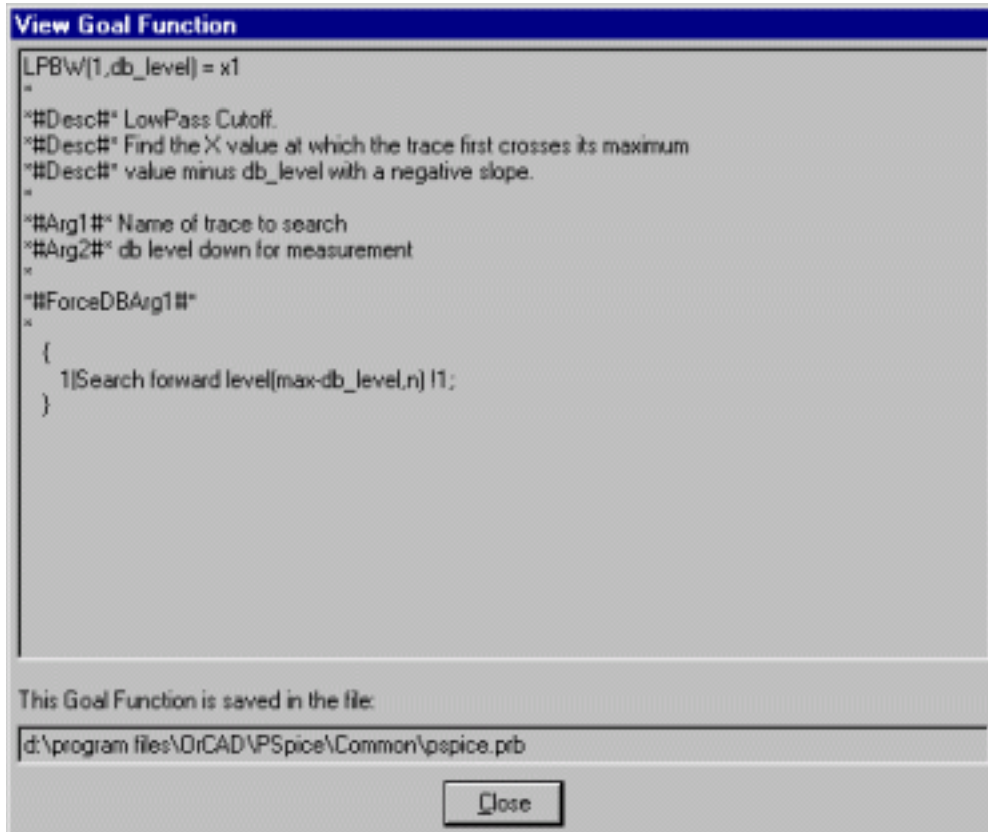 View Goal Function
LPBW(1,db_level) = x1
*
*#Desc#* LowPass Cutoff.
*#Desc#* Find the X value at which the trace first crosses its maximum
*#Desc#* value minus db_level with a negative slope.
*
*#Arg1#* Name of trace to search
*#Arg2#* db level down for measurement
*
*#ForceDBArg1#*
*
{
1|Search forward level(max-db_level,n) !1;
}
This Goal Function is saved in the file:
d:\program files\OrCAD\PSpice\Common\pspice.prb
Close